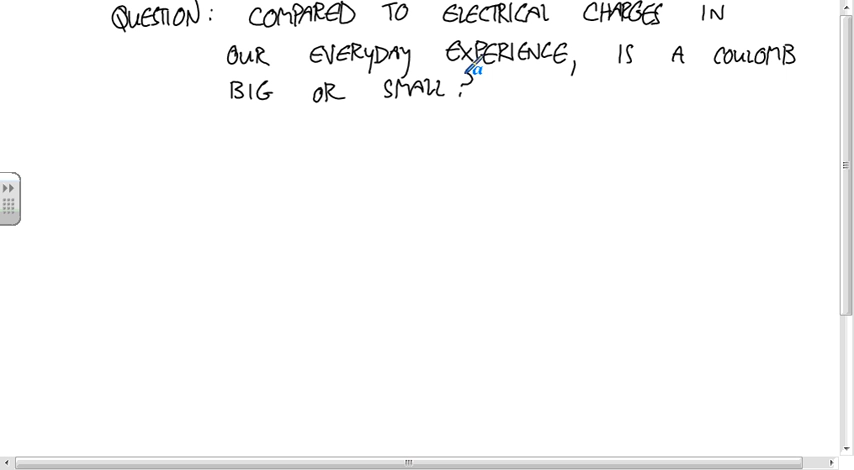 QUESTION: COMPARED TO ELECTRICAL CHARGES IN
OUR EVERYDAY EXPERIENCE, IS A COULOMB
BIG OR SMALL?